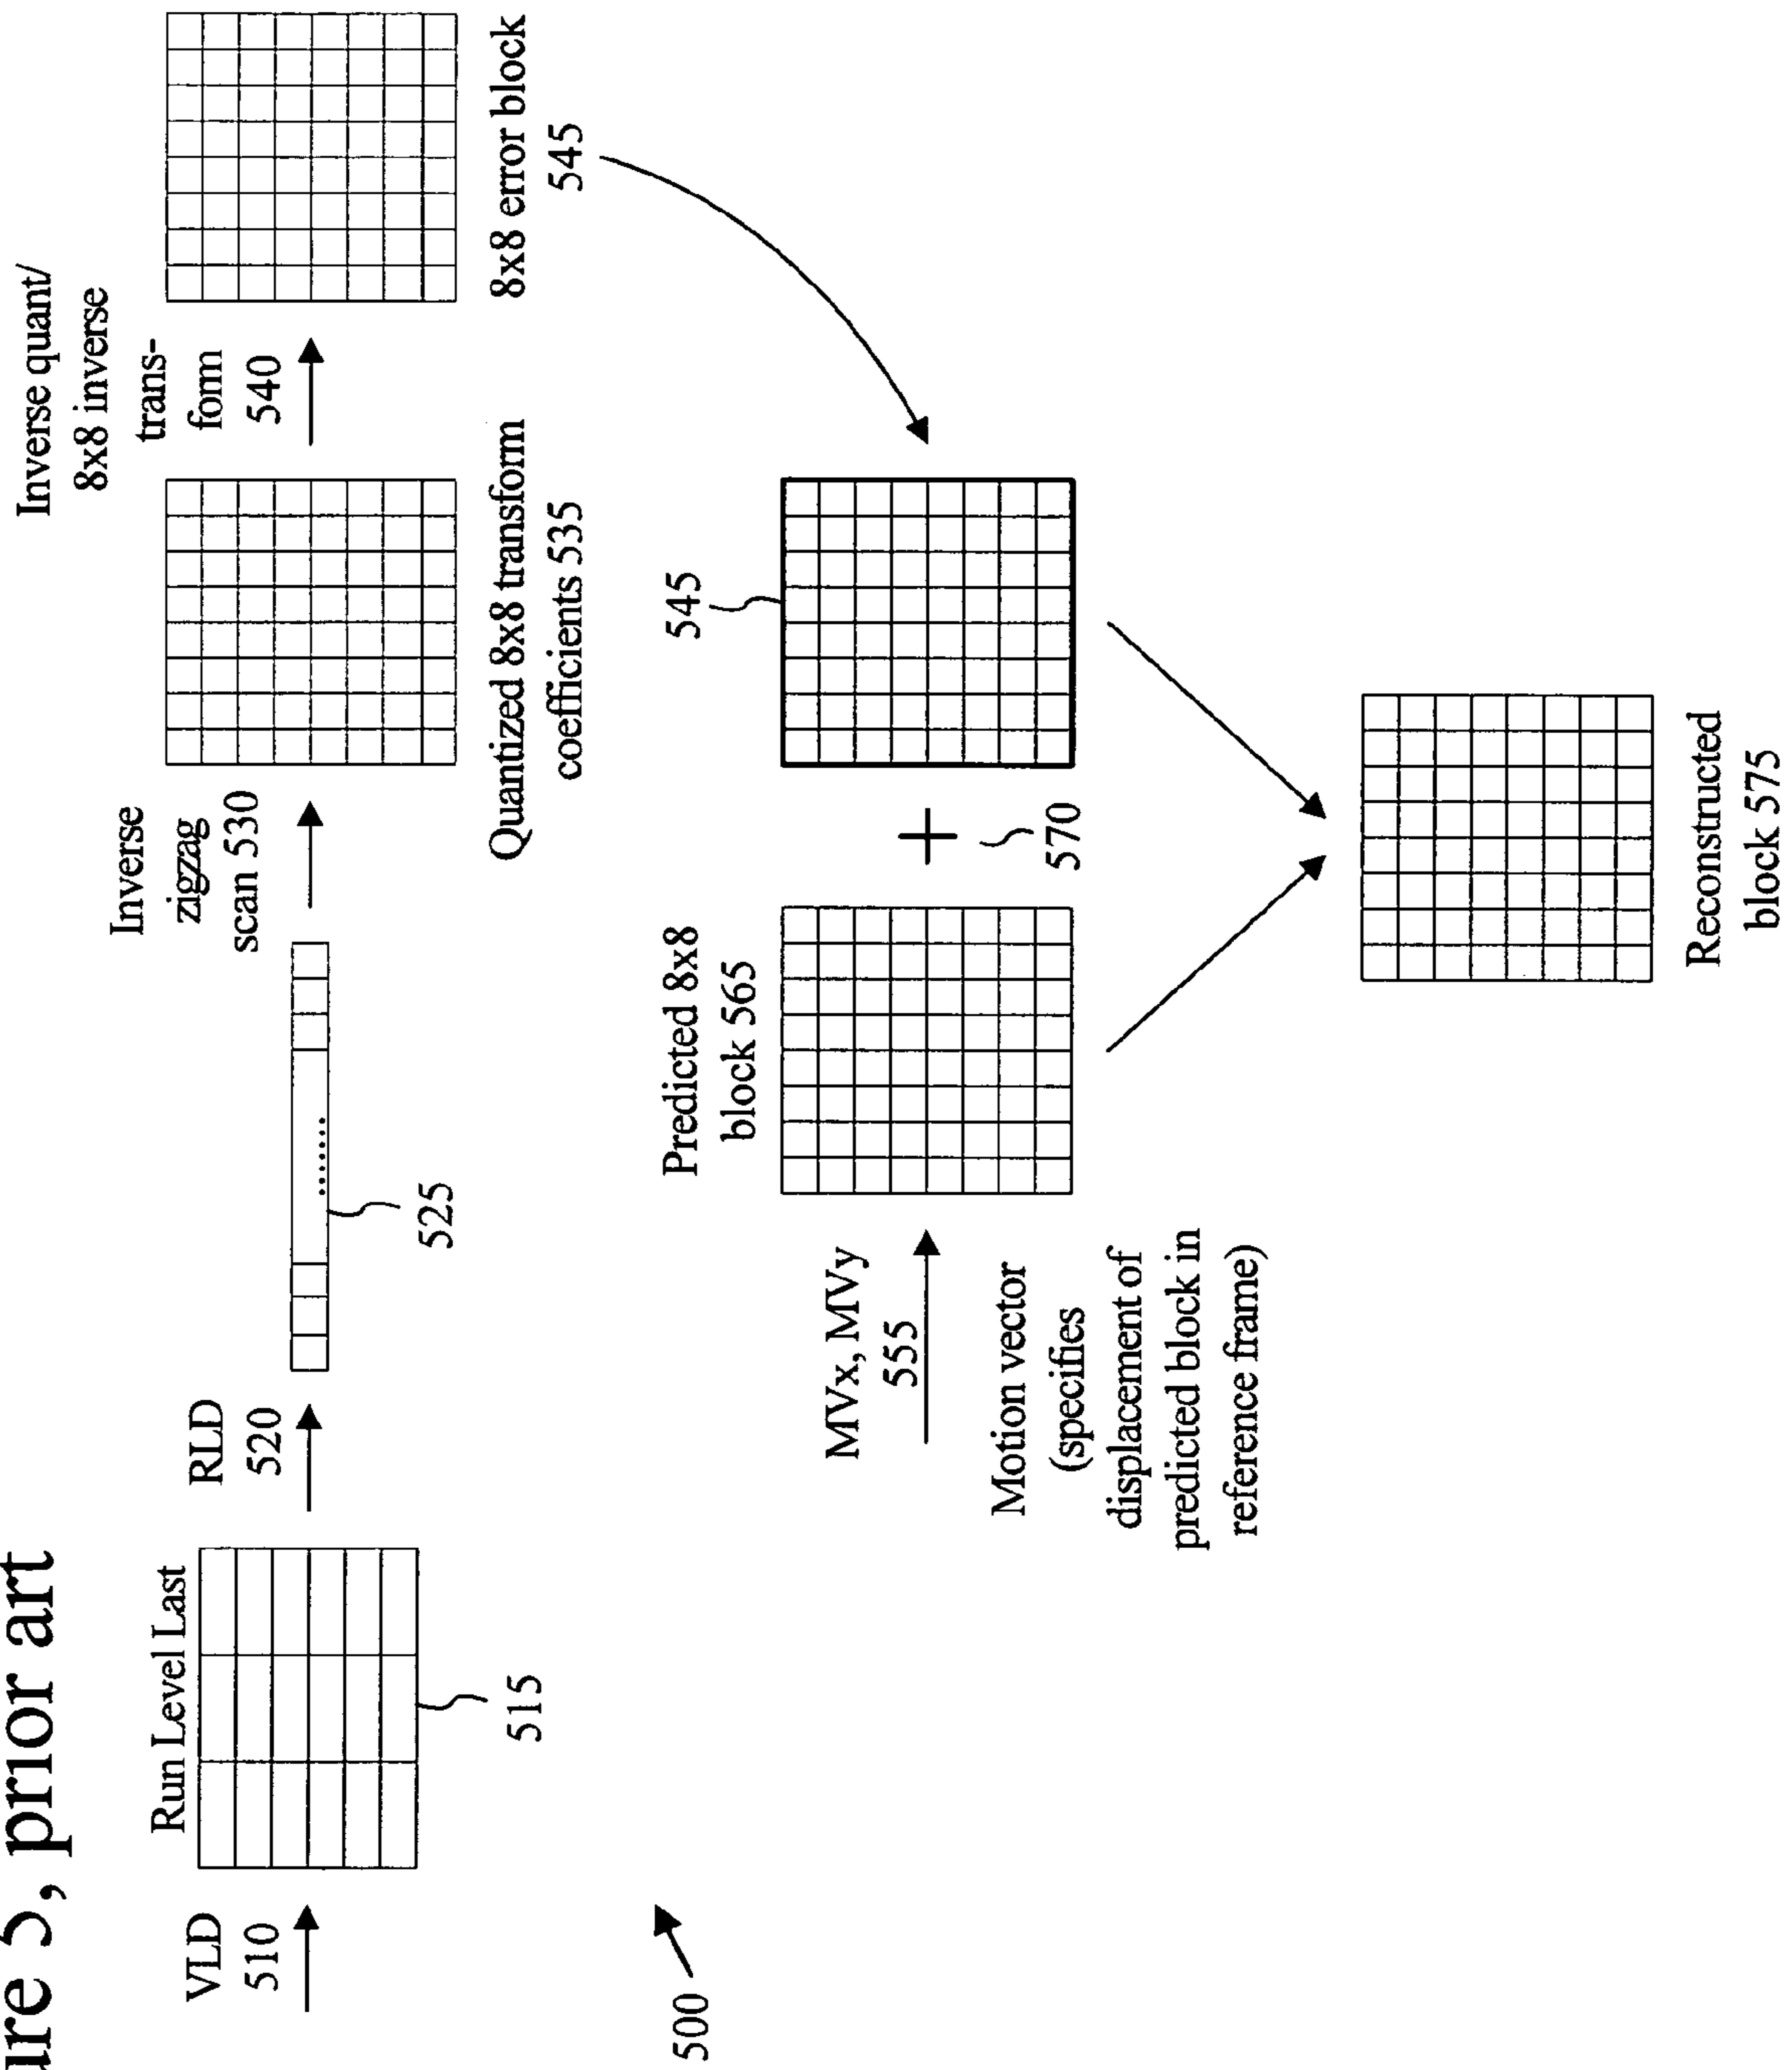 ure 5, prior art
Inverse quant/
8x8 inverse
trans-
form
540
Inverse
zigzag
scan 530
RLD
520
Run Level Last
VLD
510
515
525
Quantized 8x8 transform
coefficients 535
8x8 error block
545
500
MVx, MVy
555
Motion vector
(specifies
displacement of
predicted block in
reference frame)
Predicted 8x8
block 565
+
570
545
Reconstructed
block 575